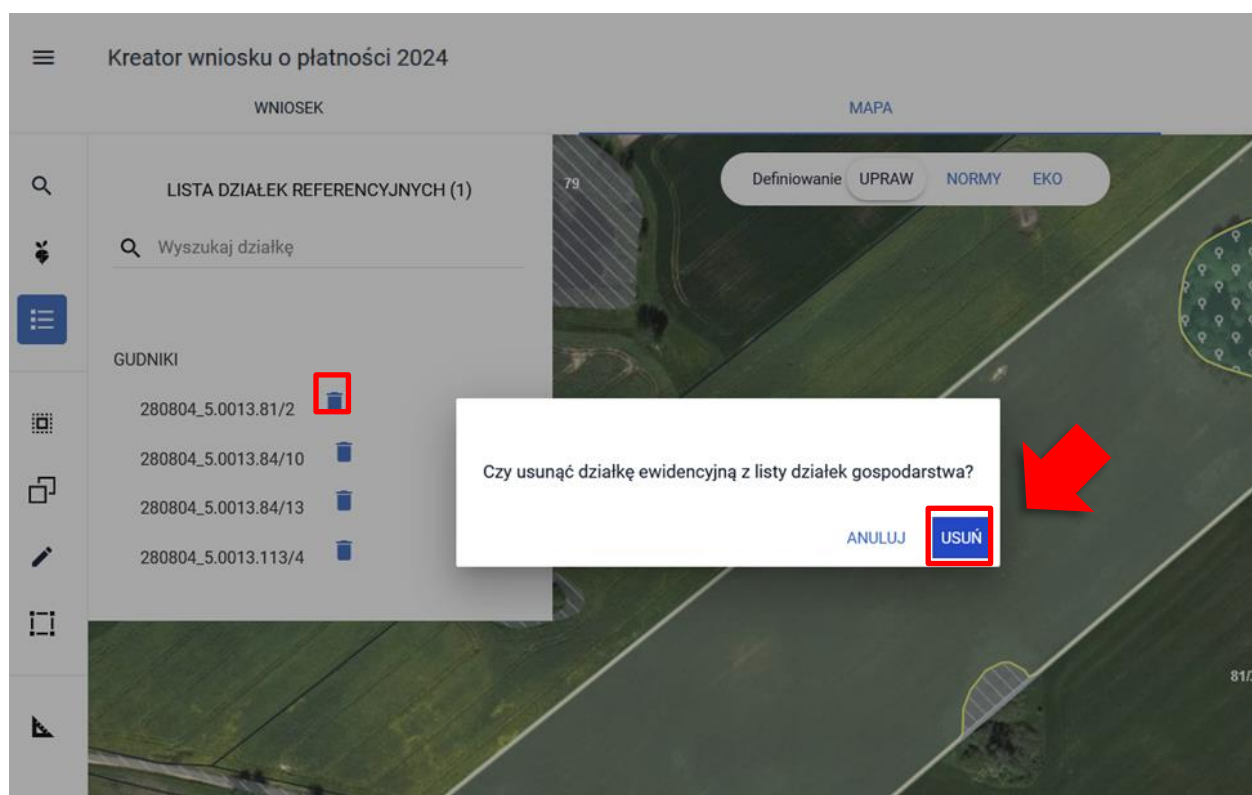 Kreator wniosku o płatności 2024
WNIOSEK
MAPA
LISTA DZIAŁEK REFERENCYJNYCH (1)
79
Definiowanie UPRAW NORMY EKO
Wyszukaj działkę
GUDNIKI
280804_5.0013.81/2
280804_5.0013.84/10
280804_5.0013.84/13
280804_5.0013.113/4
Czy usunąć działkę ewidencyjną z listy działek gospodarstwa?
ANULUJ USUŃ